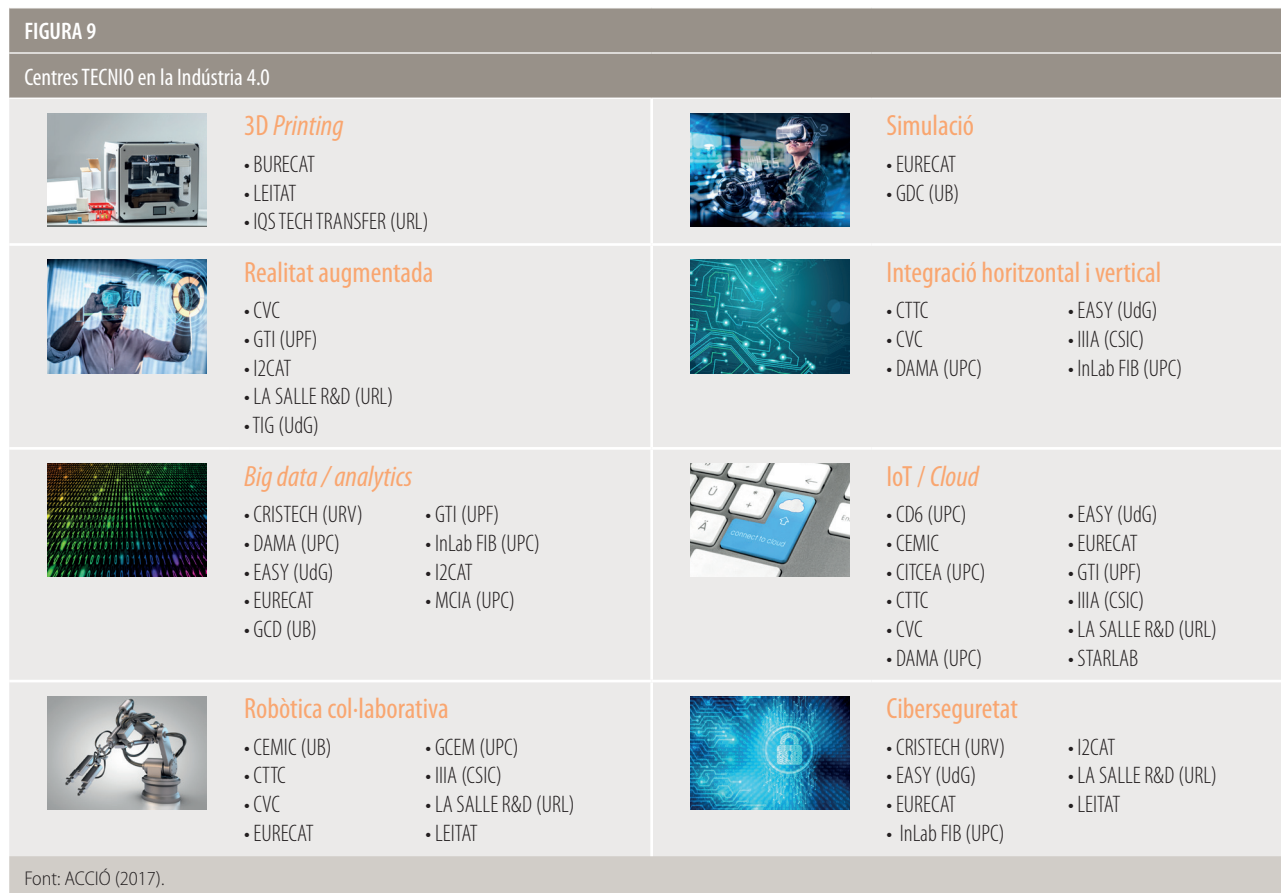 FIGURA 9
Centres TECNIO en la Indústria 4.0
3D Printing
• BURECAT
• LEITAT
• IQS TECH TRANSFER (URL)
Simulació
• EURECAT
• GDC (UB)
Realitat augmentada
• CVC
• GTI (UPF)
• I2CAT
• LA SALLE R&D (URL)
• TIG (UdG)
Integració horitzontal i vertical
• CTTC
• CVC
• DAMA (UPC)
• EASY (UdG)
• IIIA (CSIC)
• InLab FIB (UPC)
Big data / analytics
• CRISTECH (URV)
• DAMA (UPC)
• EASY (UdG)
• EURECAT
• GCD (UB)
• GTI (UPF)
• InLab FIB (UPC)
• I2CAT
• MCIA (UPC)
Ü
*
+
Ä
connect to cloud
IoT / Cloud
• CD6 (UPC)
• CEMIC
• CITCEA (UPC)
• CTTC
• CVC
• DAMA (UPC)
• EASY (UdG)
• EURECAT
• GTI (UPF)
• IIIA (CSIC)
• LA SALLE R&D (URL)
• STARLAB
Robòtica col·laborativa
• CEMIC (UB)
• CTTC
• CVC
• EURECAT
• GCEM (UPC)
• IIIA (CSIC)
• LA SALLE R&D (URL)
• LEITAT
Ciberseguretat
• CRISTECH (URV)
• EASY (UdG)
• EURECAT
• InLab FIB (UPC)
• I2CAT
• LA SALLE R&D (URL)
• LEITAT
Font: ACCIÓ (2017).